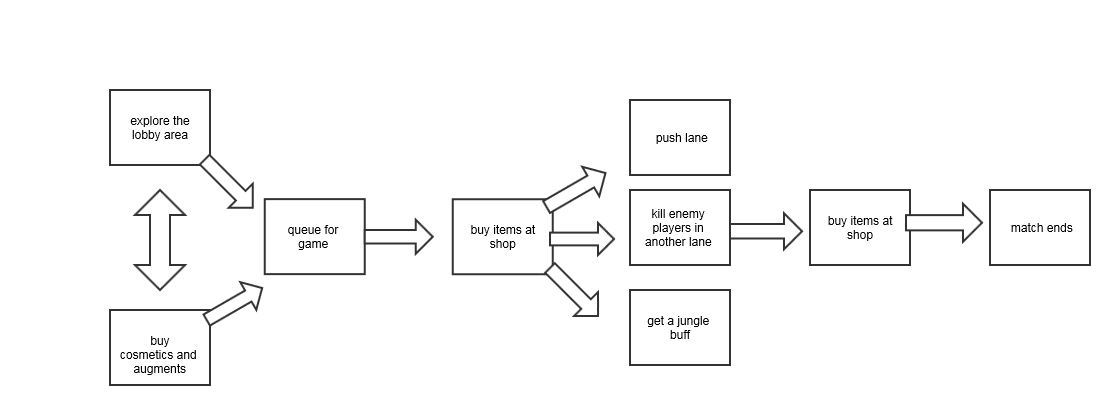 explore the
lobby area
buy
cosmetics and
augments
queue for
game
buy items at
shop
push lane
kill enemy
players in
another lane
get a jungle
buff
buy items at
shop
match ends